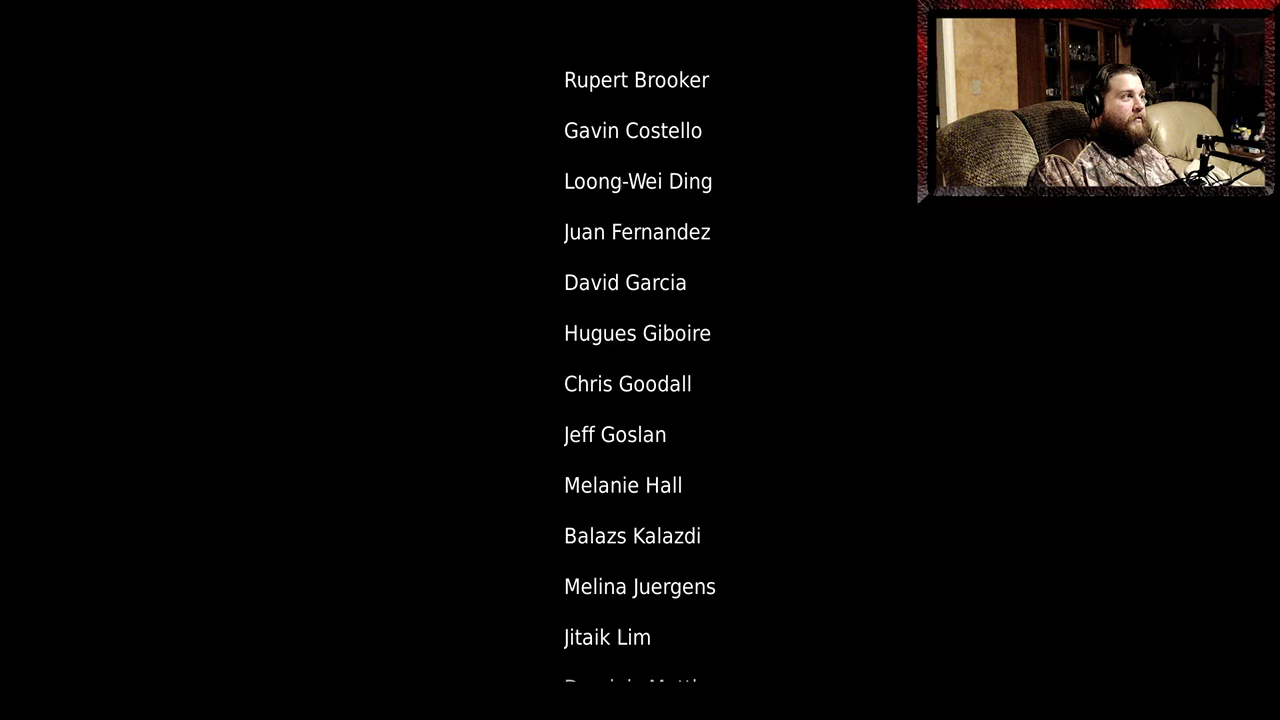 Rupert Brooker
Gavin Costello
Loong-Wei Ding
Juan Fernandez
David Garcia
Hugues Giboire
Chris Goodall
Jeff Goslan
Melanie Hall
Balazs Kalazdi
Melina Juergens
Jitaik Lim